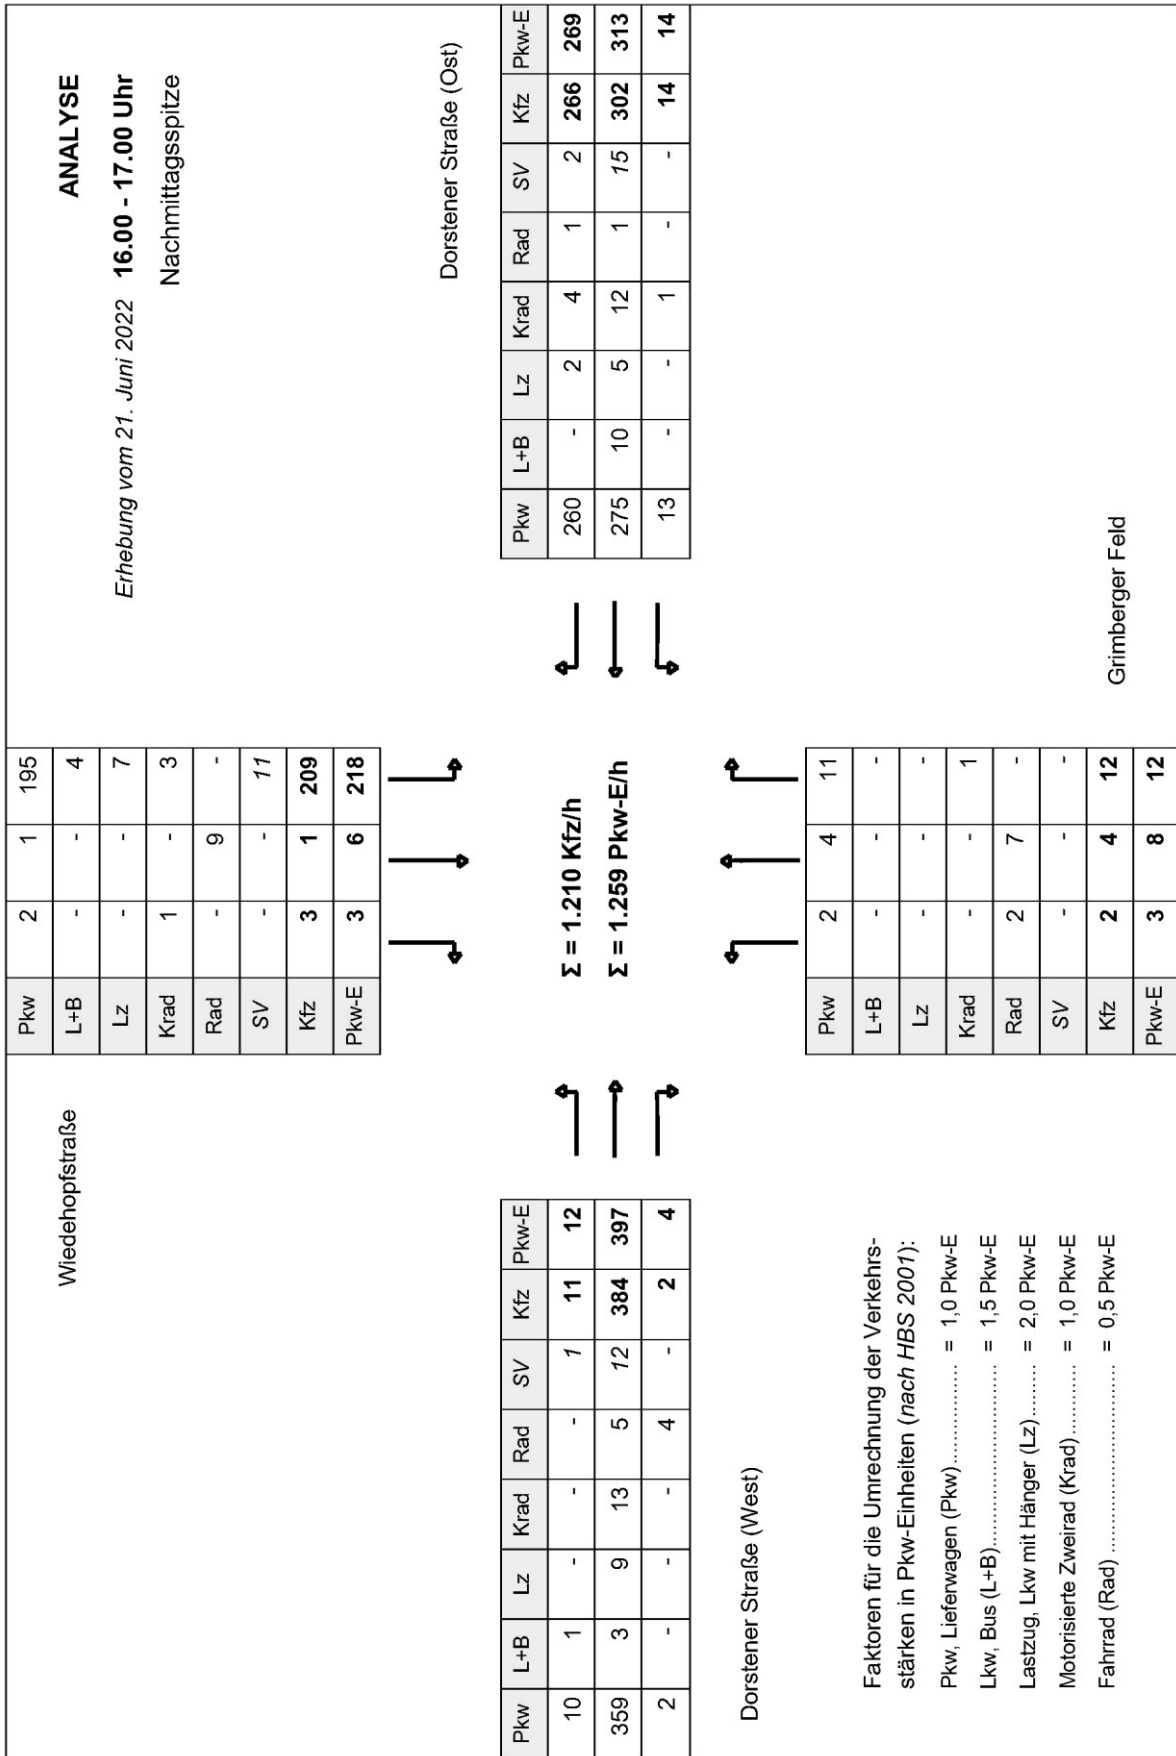 ANALYSE
Erhebung vom 21. Juni 2022 16.00 - 17.00 Uhr
Nachmittagsspitze
Wiedehopfstraße
Pkw 2 1 195
L+B - - 4
Lz - - 7
Krad 1 - 3
Rad - 9 -
SV - - 11
Kfz 3 1 209
Pkw-E 3 6 218
Dorstener Straße (Ost)
Pkw L+B Lz Krad Rad SV Kfz Pkw-E
260 - 2 4 1 2 266 269
275 10 5 12 1 15 302 313
13 - - 1 - - 14 14
Σ = 1.210 Kfz/h
Σ = 1.259 Pkw-E/h
Pkw L+B Lz Krad Rad SV Kfz Pkw-E
10 1 - - - 1 11 12
359 3 9 13 5 12 384 397
2 - - - 4 - 2 4
Dorstener Straße (West)
Pkw 2 4 11
L+B - - -
Lz - - -
Krad - - 1
Rad 2 7 -
SV - - -
Kfz 2 4 12
Pkw-E 3 8 12
Grimberger Feld
Faktoren für die Umrechnung der Verkehrs-
stärken in Pkw-Einheiten (nach HBS 2001):
Pkw, Lieferwagen (Pkw)................. = 1,0 Pkw-E
Lkw, Bus (L+B)............................... = 1,5 Pkw-E
Lastzug, Lkw mit Hänger (Lz)......... = 2,0 Pkw-E
Motorisierte Zweirad (Krad)............ = 1,0 Pkw-E
Fahrrad (Rad) ................................. = 0,5 Pkw-E